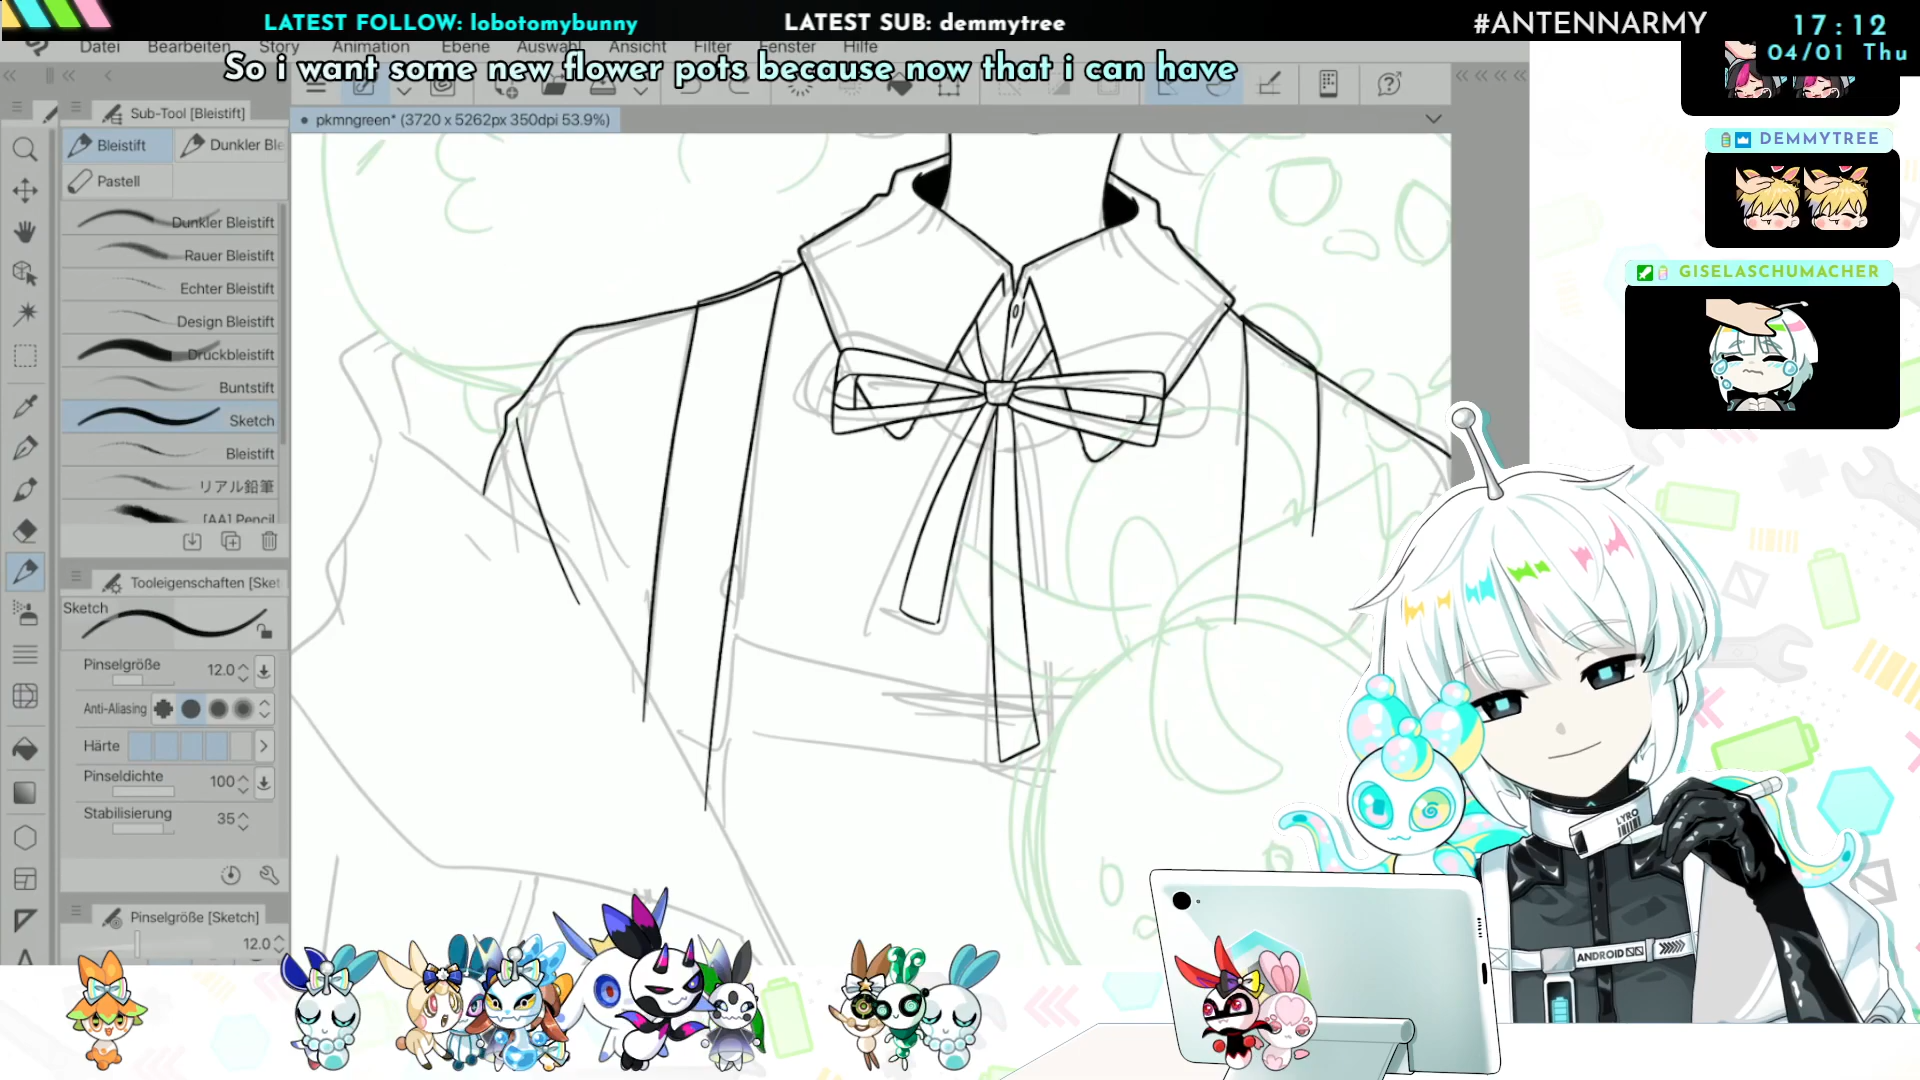 LATEST FOLLOW: lobotomybunny
LATEST SUB: demmytree
#ANTENNARMY
17:12
04/01 Thu
Datei Bearbeiten Story Animation Ebene Auswahl Ansicht Filter Fenster Hilfe
So i want some new flower pots because now that i can have
Sub-Tool [Bleistift]
pkmngreen* (3720 x 5262px 350dpi 53.9%)
Bleistift
Dunkler Ble
Pastell
Dunkler Bleistift
Rauer Bleistift
Echter Bleistift
Design Bleistift
Druckbleistift
Buntstift
Sketch
Bleistift
リアル鉛筆
[AA] Pencil
Tooleigenschaften [Sket
Sketch
Pinselgröße 12.0
Anti-Aliasing
Härte
Pinseldichte 100
Stabilisierung 35
Pinselgröße [Sketch]
12.0
DEMMYTREE
GISELASCHUMACHER
LYRO
ANDROID